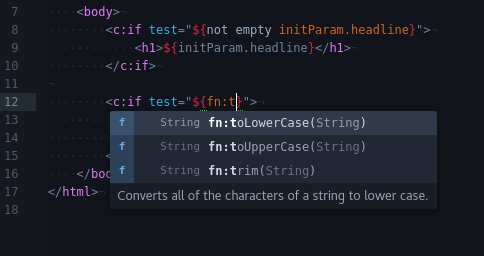 7 <body>
8 <c:if test="${not empty initParam.headline}">
9 <h1>${initParam.headline}</h1>
10 </c:if>
11
12 <c:if test="${fn:t}">
13 f String fn:toLowerCase(String)
14 f String fn:toUpperCase(String)
15 < f String fn:trim(String)
16 </bo
Converts all of the characters of a string to lower case.
17 </html>
18